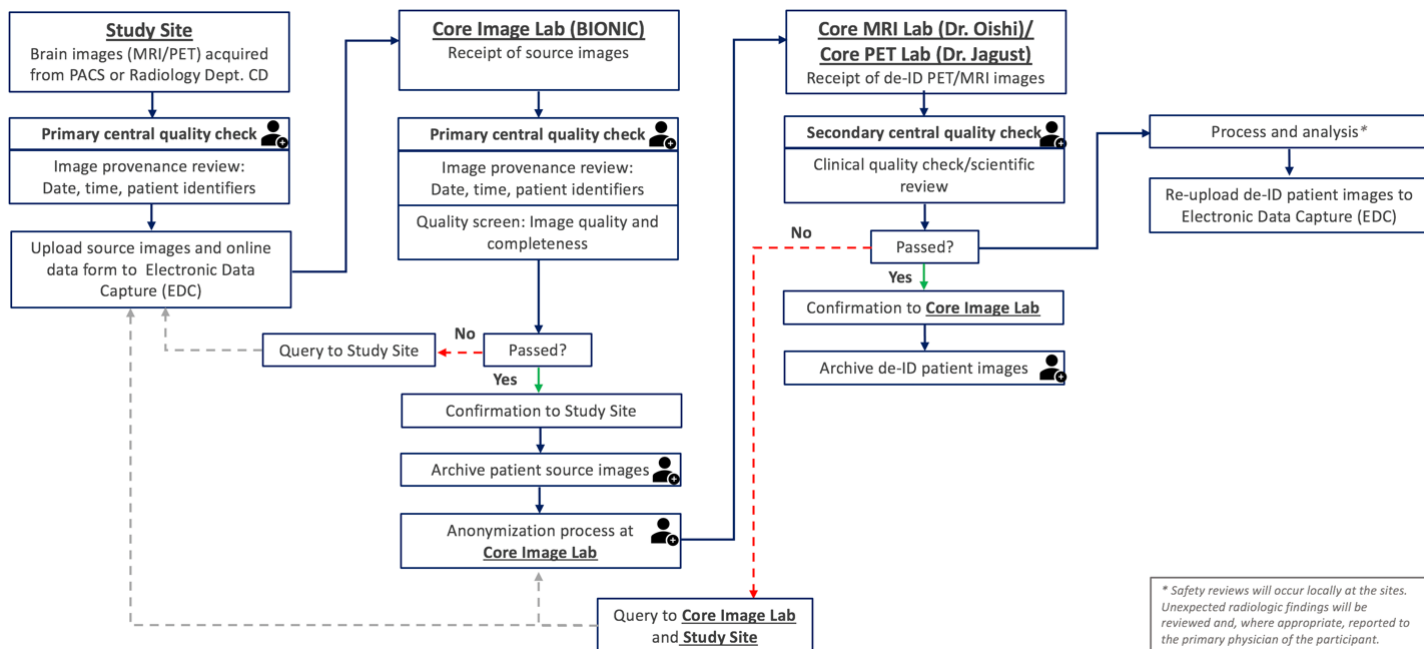 Study Site
Brain images (MRI/PET) acquired
from PACS or Radiology Dept. CD
Primary central quality check
Image provenance review:
Date, time, patient identifiers
Upload source images and online
data form to Electronic Data
Capture (EDC)
Core Image Lab (BIONIC)
Receipt of source images
Primary central quality check
Image provenance review:
Date, time, patient identifiers
Quality screen: Image quality and
completeness
No
Query to Study Site
Passed?
Yes
Confirmation to Study Site
Archive patient source images
Anonymization process at
Core Image Lab
Core MRI Lab (Dr. Oishi)/
Core PET Lab (Dr. Jagust)
Receipt of de-ID PET/MRI images
Secondary central quality check
Clinical quality check/scientific
review
No
Passed?
Yes
Confirmation to Core Image Lab
Archive de-ID patient images
Query to Core Image Lab
and Study Site
Process and analysis*
Re-upload de-ID patient images to
Electronic Data Capture (EDC)
* Safety reviews will occur locally at the sites.
Unexpected radiologic findings will be
reviewed and, where appropriate, reported to
the primary physician of the participant.